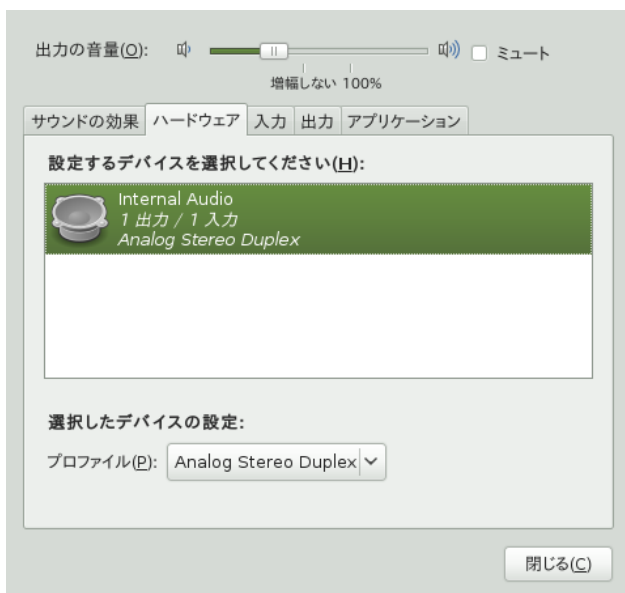 出力の音量(O): ミュート
増幅しない 100%
サウンドの効果 ハードウェア 入力 出力 アプリケーション
設定するデバイスを選択してください(H):
Internal Audio
1 出力 / 1 入力
Analog Stereo Duplex
選択したデバイスの設定:
プロファイル(P): Analog Stereo Duplex
閉じる(C)